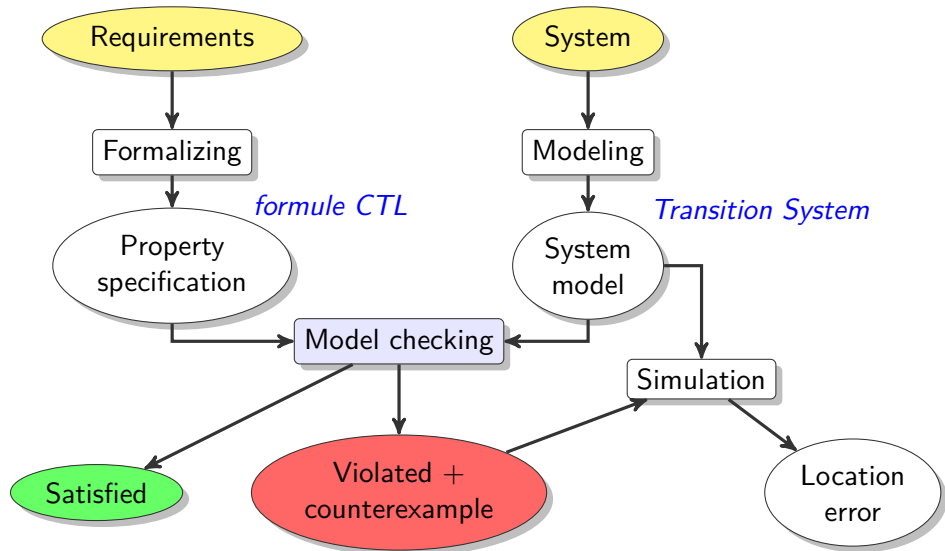 Requirements
System
Formalizing
Modeling
formule CTL
Transition System
Property
specification
System
model
Model checking
Simulation
Satisfied
Violated +
counterexample
Location
error